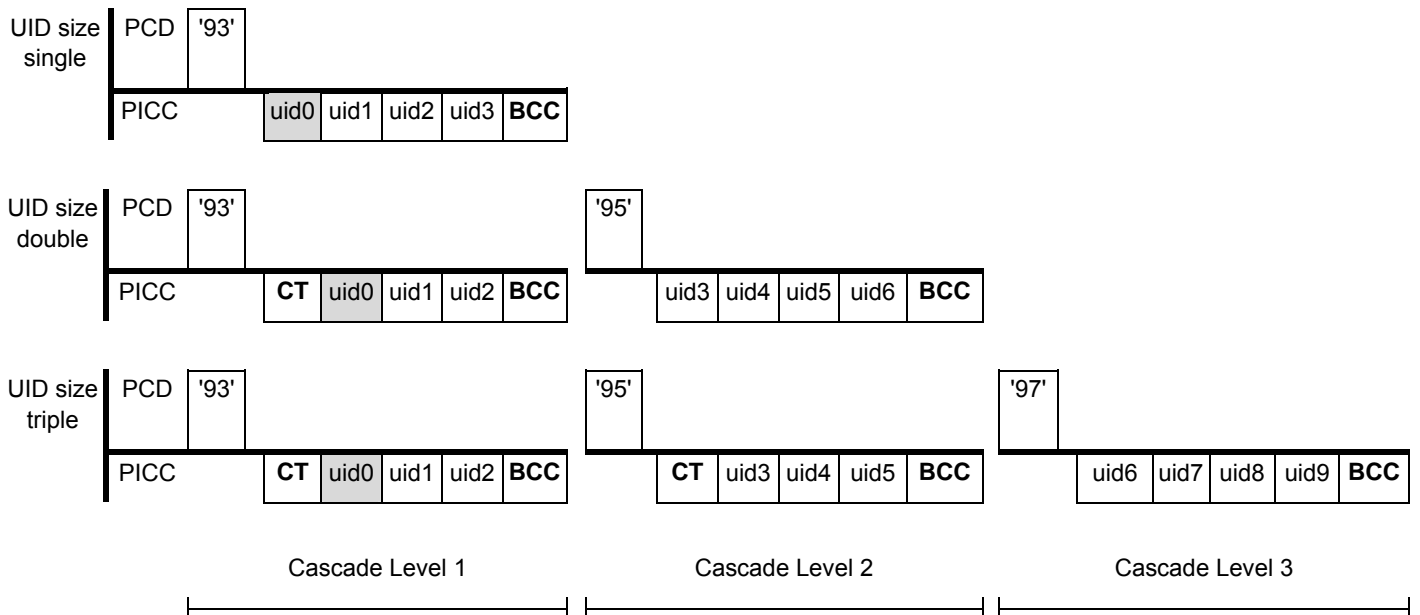 UID size single PCD '93'
PICC uid0 uid1 uid2 uid3 BCC
UID size double PCD '93' '95'
PICC CT uid0 uid1 uid2 BCC uid3 uid4 uid5 uid6 BCC
UID size triple PCD '93' '95' '97'
PICC CT uid0 uid1 uid2 BCC CT uid3 uid4 uid5 BCC uid6 uid7 uid8 uid9 BCC
Cascade Level 1 Cascade Level 2 Cascade Level 3